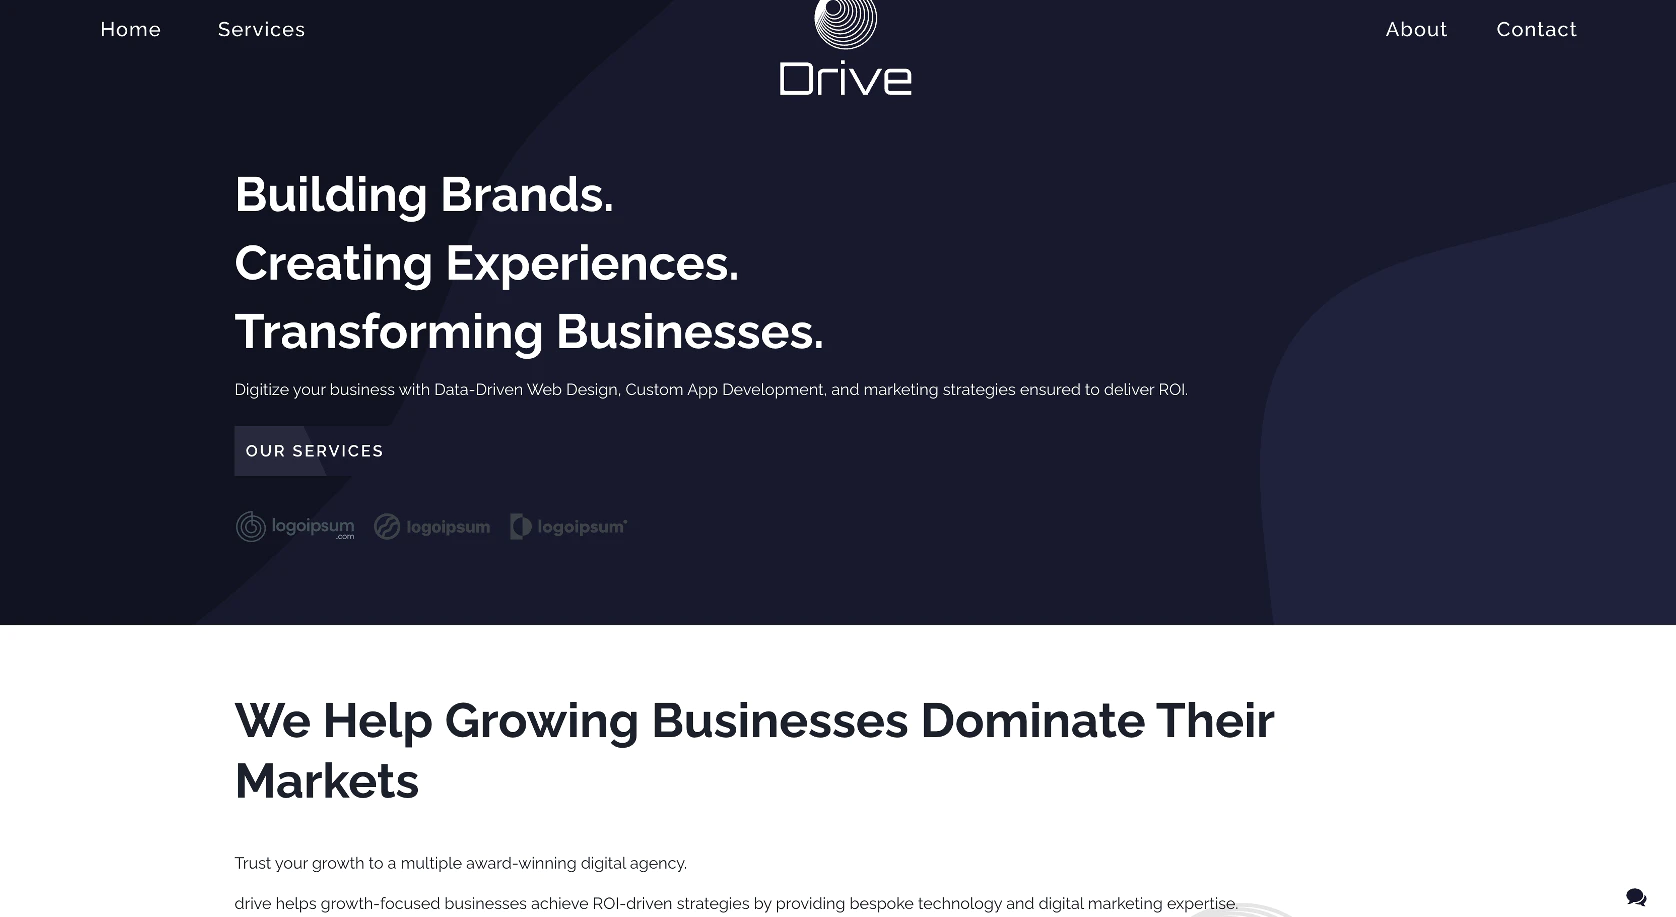 Home Services About Contact
Drive
Building Brands.
Creating Experiences.
Transforming Businesses.
Digitize your business with Data-Driven Web Design, Custom App Development, and marketing strategies ensured to deliver ROI.
OUR SERVICES
logoipsum .com logoipsum logoipsum®
We Help Growing Businesses Dominate Their
Markets
Trust your growth to a multiple award-winning digital agency.
drive helps growth-focused businesses achieve ROI-driven strategies by providing bespoke technology and digital marketing expertise.